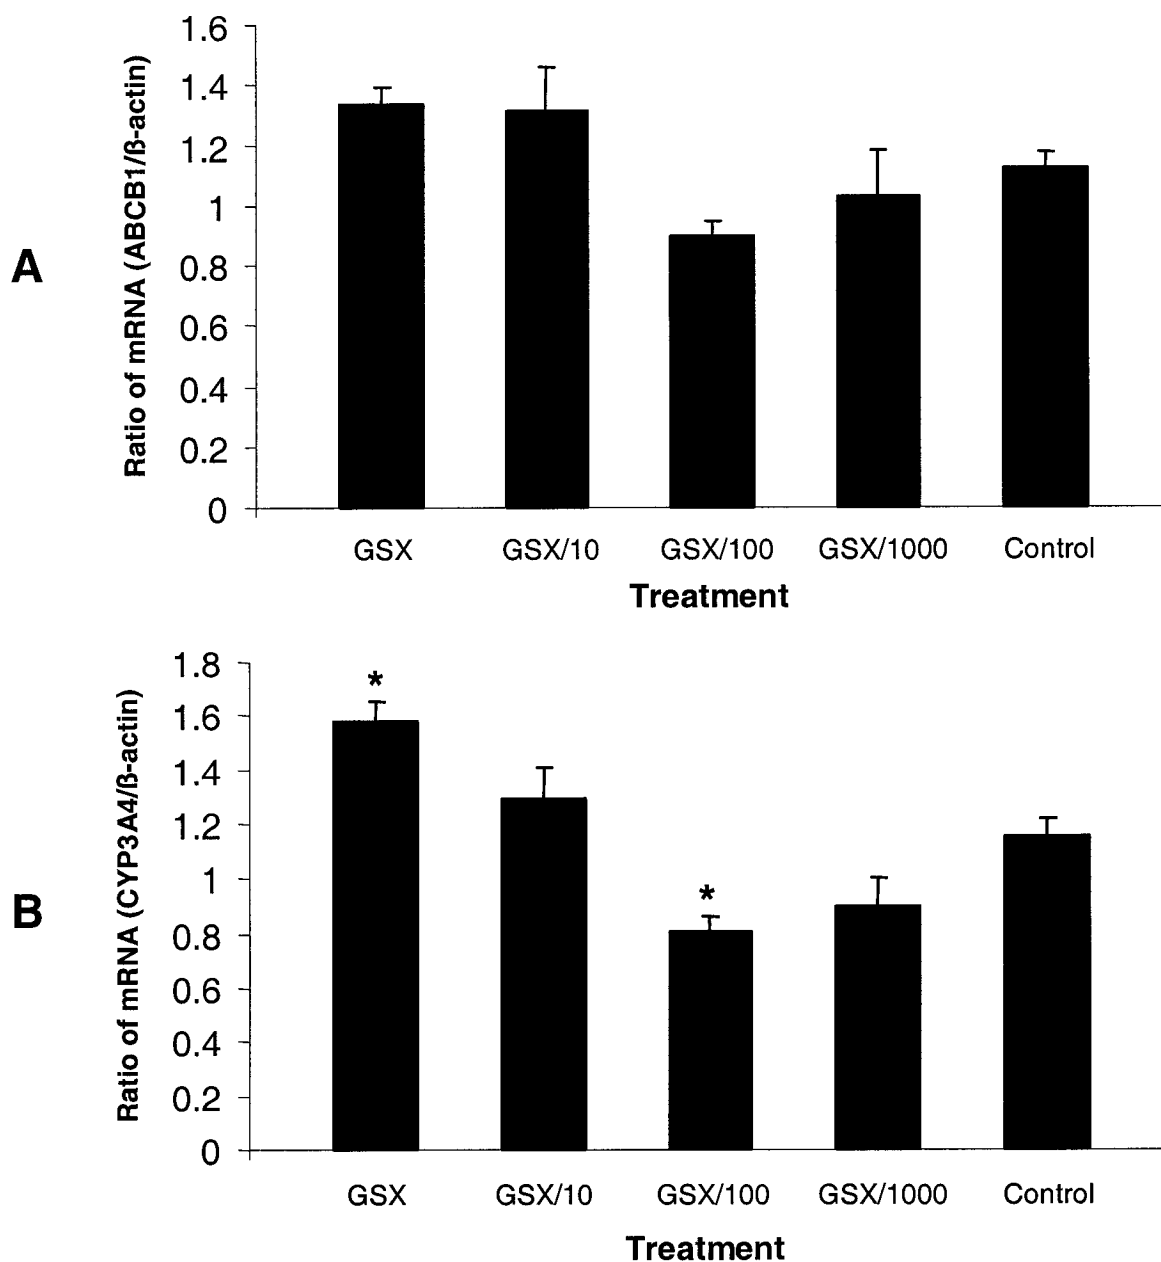 A
Ratio of mRNA (ABCB1/ß-actin)
1.6
1.4
1.2
1
0.8
0.6
0.4
0.2
0
GSX GSX/10 GSX/100 GSX/1000 Control
Treatment
B
Ratio of mRNA (CYP3A4/ß-actin)
1.8
1.6
1.4
1.2
1
0.8
0.6
0.4
0.2
0
*
*
GSX GSX/10 GSX/100 GSX/1000 Control
Treatment